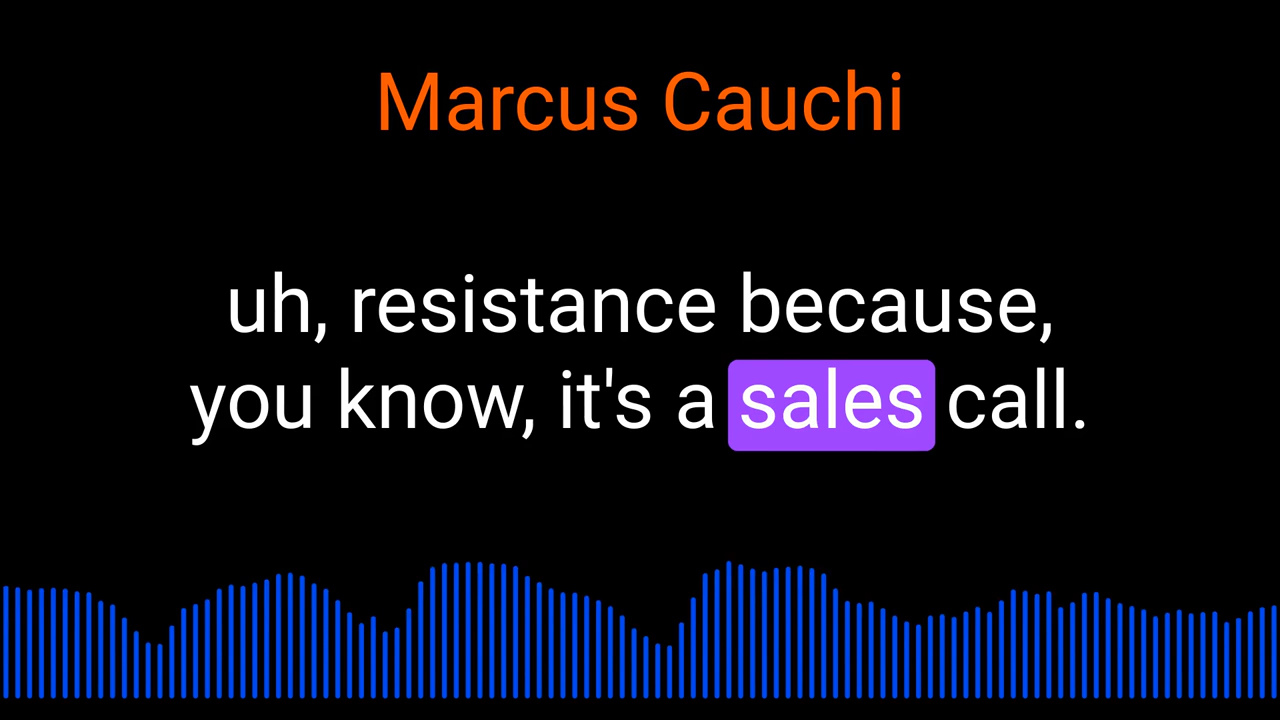 Marcus Cauchi
uh, resistance because,
you know, it's a sales call.